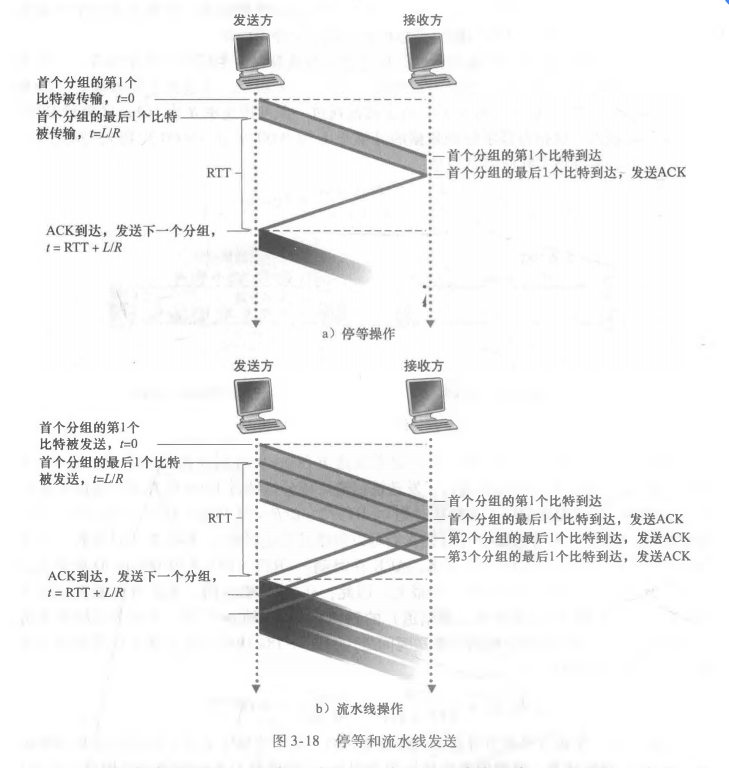 发送方
接收方
首个分组的第1个
比特被传输，t=0
首个分组的最后1个比特
被传输，t=L/R
首个分组的第1个比特到达
首个分组的最后1个比特到达，发送ACK
RTT
ACK到达，发送下一个分组，
t = RTT + L/R
a）停等操作
发送方
接收方
首个分组的第1个
比特被发送，t=0
首个分组的最后1个比特
被发送，t=L/R
首个分组的第1个比特到达
首个分组的最后1个比特到达，发送ACK
RTT
第2个分组的最后1个比特到达，发送ACK
第3个分组的最后1个比特到达，发送ACK
ACK到达，发送下一个分组，
t = RTT + L/R
b）流水线操作
图 3-18 停等和流水线发送